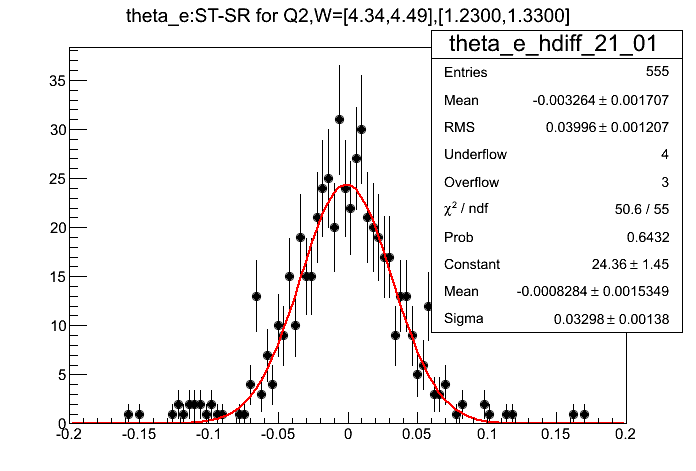 theta_e:ST-SR for Q2,W=[4.34,4.49],[1.2300,1.3300]
theta_e_hdiff_21_01
Entries 555
Mean -0.003264 ± 0.001707
RMS 0.03996 ± 0.001207
Underflow 4
Overflow 3
χ² / ndf 50.6 / 55
Prob 0.6432
Constant 24.36 ± 1.45
Mean -0.0008284 ± 0.0015349
Sigma 0.03298 ± 0.00138
35
30
25
20
15
10
5
0
-0.2 -0.15 -0.1 -0.05 0 0.05 0.1 0.15 0.2